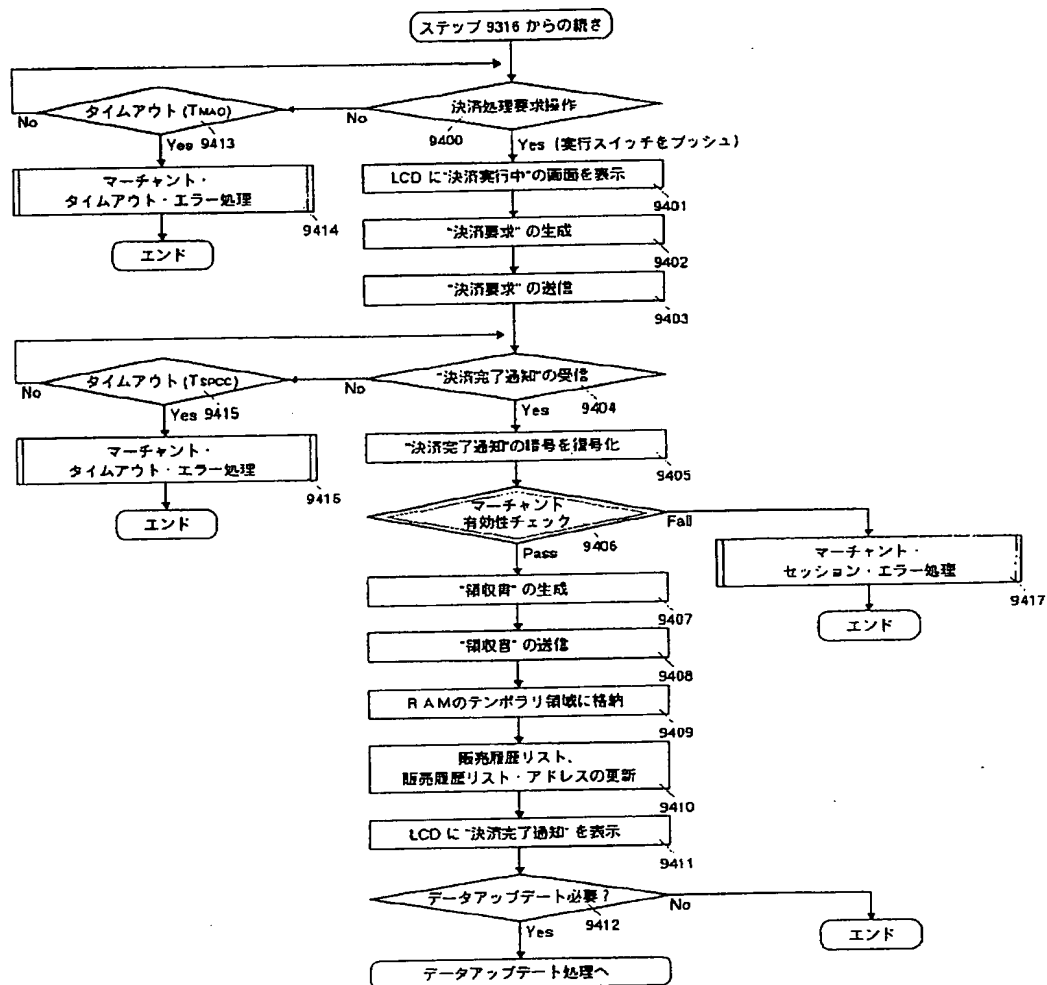 ステップ 9316 からの続き
決済処理要求操作
9400
No
タイムアウト (TMAO)
9413
No
Yes
マーチャント・
タイムアウト・エラー処理
9414
エンド
Yes (実行スイッチをプッシュ)
LCD に"決済実行中"の画面を表示
9401
"決済要求" の生成
9402
"決済要求" の送信
9403
"決済完了通知"の受信
9404
No
タイムアウト (TSPCC)
9415
No
Yes
マーチャント・
タイムアウト・エラー処理
9416
エンド
Yes
"決済完了通知"の暗号を復号化
9405
マーチャント
有効性チェック
9406
Fail
マーチャント・
セッション・エラー処理
9417
エンド
Pass
"領収書" の生成
9407
"領収書" の送信
9408
RAMのテンポラリ領域に格納
9409
販売履歴リスト、
販売履歴リスト・アドレスの更新
9410
LCD に "決済完了通知" を表示
9411
データアップデート必要？
9412
No
エンド
Yes
データアップデート処理へ